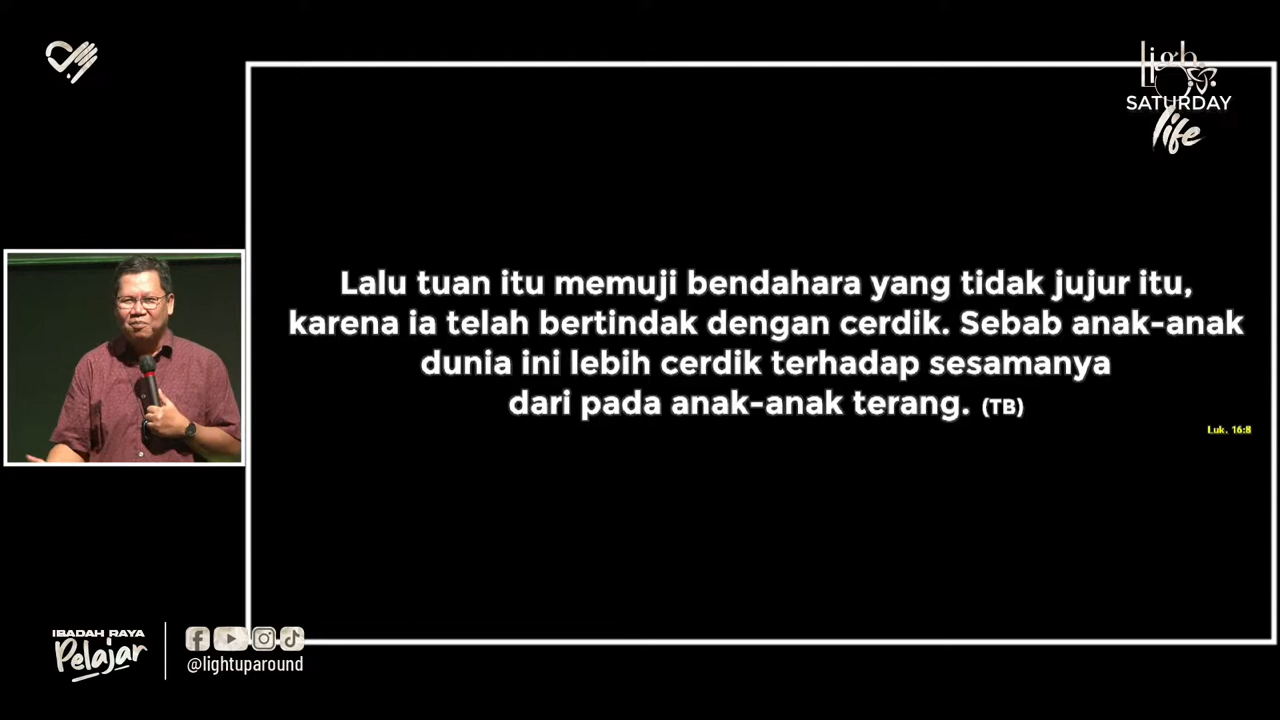 Ligh
SATURDAY
life
Lalu tuan itu memuji bendahara yang tidak jujur itu,
karena ia telah bertindak dengan cerdik. Sebab anak-anak
dunia ini lebih cerdik terhadap sesamanya
dari pada anak-anak terang. (TB)
Luk. 16:8
IBADAH RAYA
Pelajar
@lightuparound